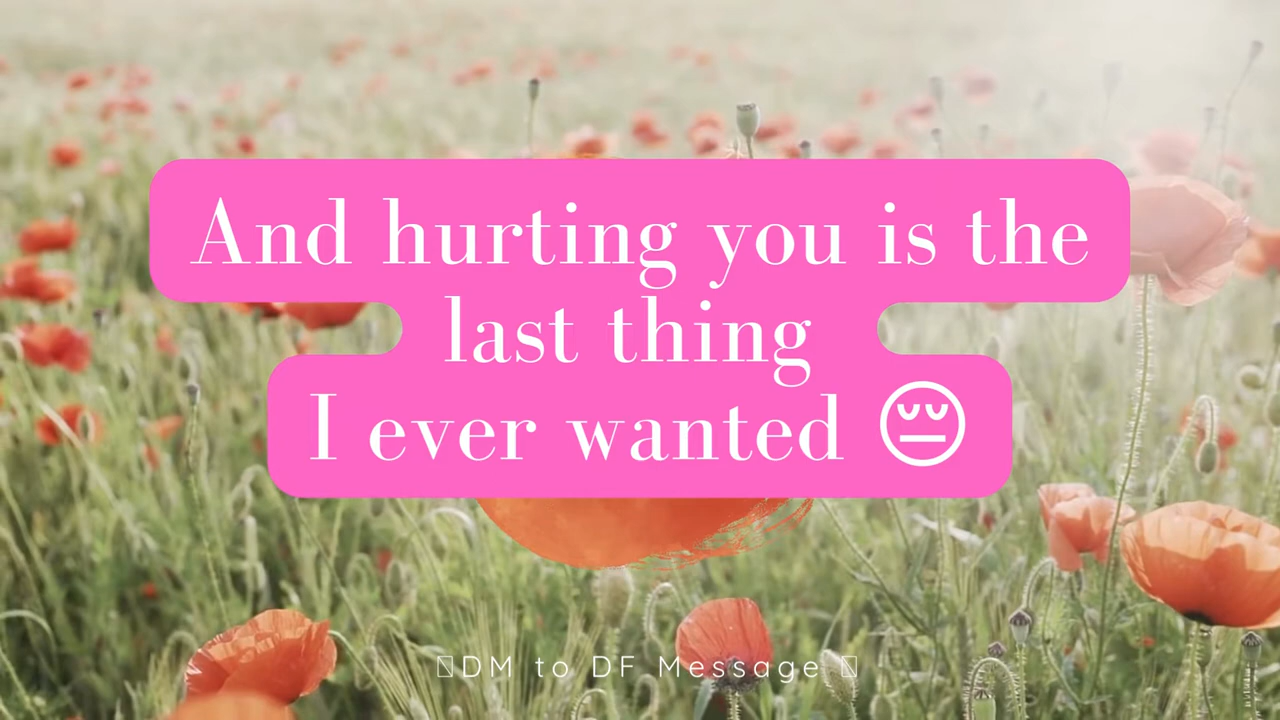 And hurting you is the
last thing
I ever wanted 😔
DM to DF Message